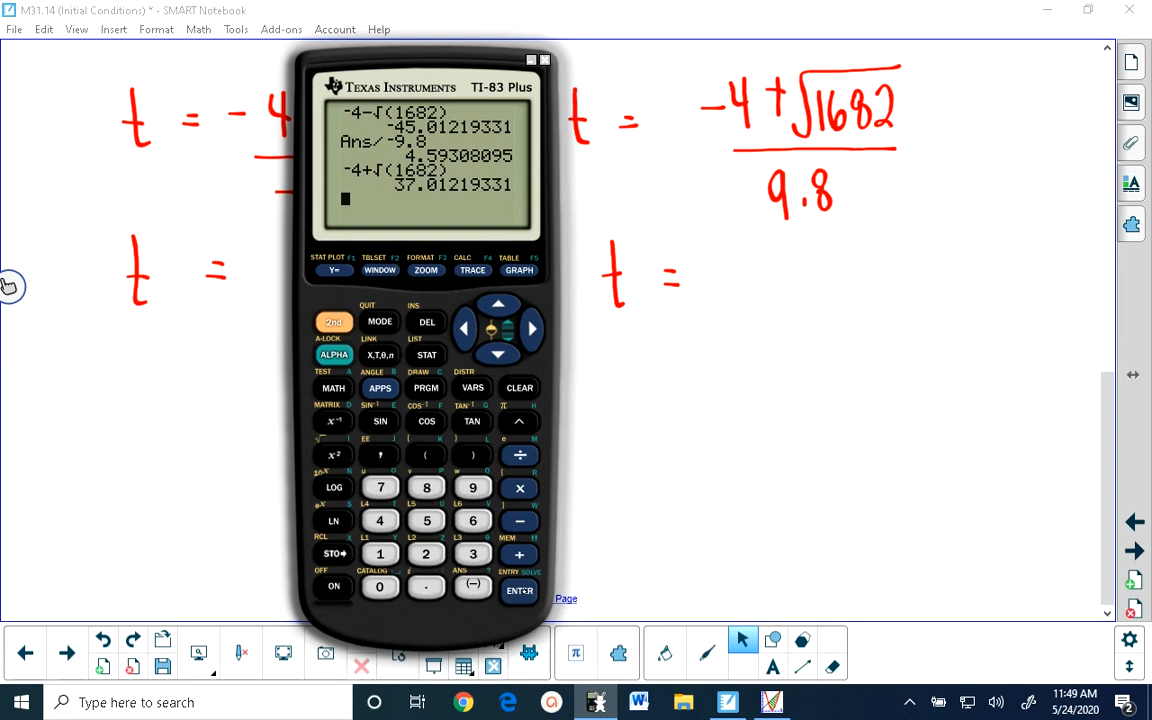 M31.14 (Initial Conditions) * - SMART Notebook
File Edit View Insert Format Math Tools Add-ons Account Help
t = -4
t = -4 + √1682
9.8
t =
t =
TEXAS INSTRUMENTS TI-83 Plus
-4-√(1682)
-45.01219331
Ans/-9.8
4.59308095
-4+√(1682)
37.01219331
STAT PLOT F1 TBLSET F2 FORMAT F3 CALC F4 TABLE F5
Y= WINDOW ZOOM TRACE GRAPH
QUIT INS
2nd MODE DEL
A-LOCK LINK LIST
ALPHA X,T,θ,n STAT
TEST A ANGLE B DRAW C DISTR
MATH APPS PRGM VARS CLEAR
MATRIX D SIN⁻¹ E COS⁻¹ F TAN⁻¹ G π H
x⁻¹ SIN COS TAN ^
√ I EE J { K } L e M
x² , ( ) ÷
10ˣ N u O v P w Q [ R
LOG 7 8 9 ×
eˣ S L4 T L5 U L6 V ] W
LN 4 5 6 −
RCL X L1 Y L2 Z L3 θ MEM "
STO➔ 1 2 3 +
OFF CATALOG i : ANS ? ENTRY SOLVE
ON 0 . (−) ENTER
Page
π
A
Type here to search
11:49 AM
5/24/2020
2